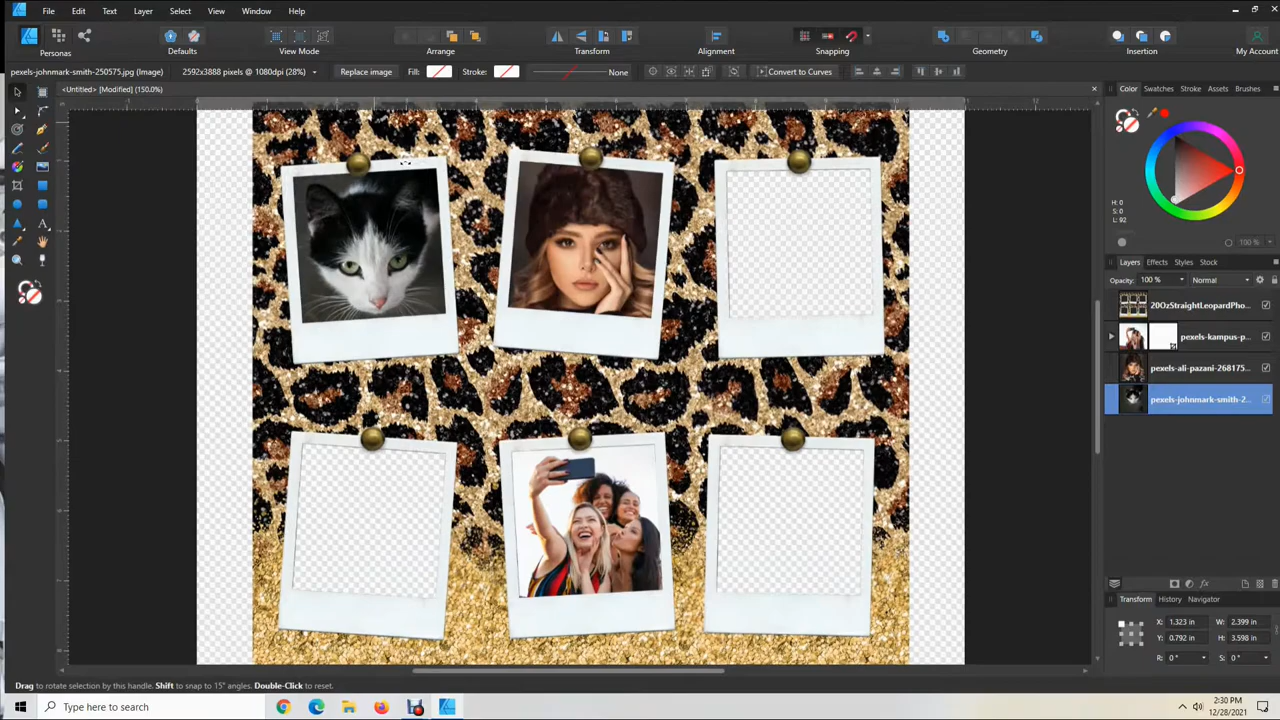 File Edit Text Layer Select View Window Help
Personas Defaults View Mode Arrange Transform Alignment Snapping Geometry Insertion My Account
pexels-johnmark-smith-250575.jpg (Image) 2592x3888 pixels @ 1080dpi (28%) Replace image Fill: Stroke: None Convert to Curves
<Untitled> [Modified] (150.0%)
Color Swatches Stroke Assets Brushes
H: 0
S: 0
L: 92
100 %
Layers Effects Styles Stock
Opacity: 100 % Normal
20OzStraightLeopardPho...
pexels-kampus-p...
pexels-ali-pazani-268175...
pexels-johnmark-smith-2...
Transform History Navigator
X: 1.323 in W: 2.399 in
Y: 0.792 in H: 3.598 in
R: 0 ° S: 0 °
Drag to rotate selection by this handle. Shift to snap to 15° angles. Double-Click to reset.
Type here to search
2:30 PM
12/28/2021